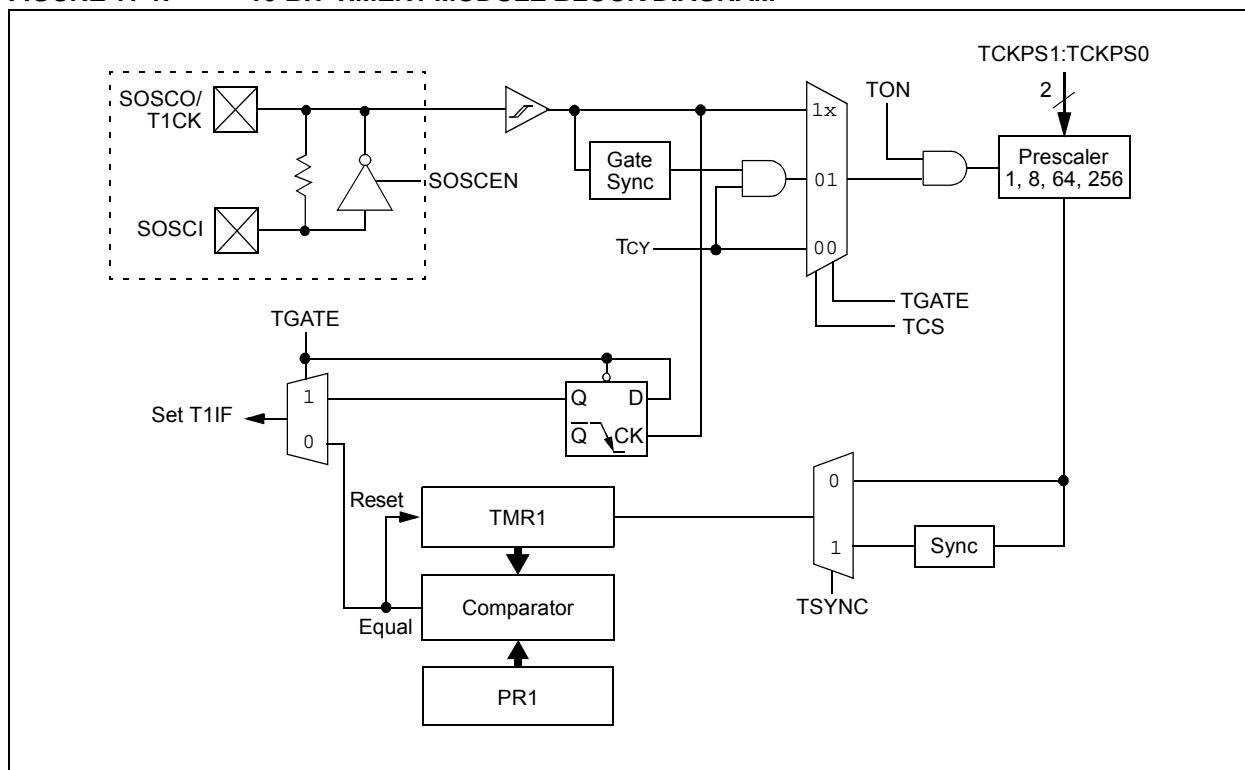 TCKPS1:TCKPS0
SOSCO/
T1CK
TON
2
1x
Gate
Sync
Prescaler
1, 8, 64, 256
SOSCEN
01
SOSCI
TCY
00
TGATE
TCS
TGATE
1
Q
D
Set T1IF
0
Q
CK
Reset
TMR1
0
1
Sync
Comparator
TSYNC
Equal
PR1